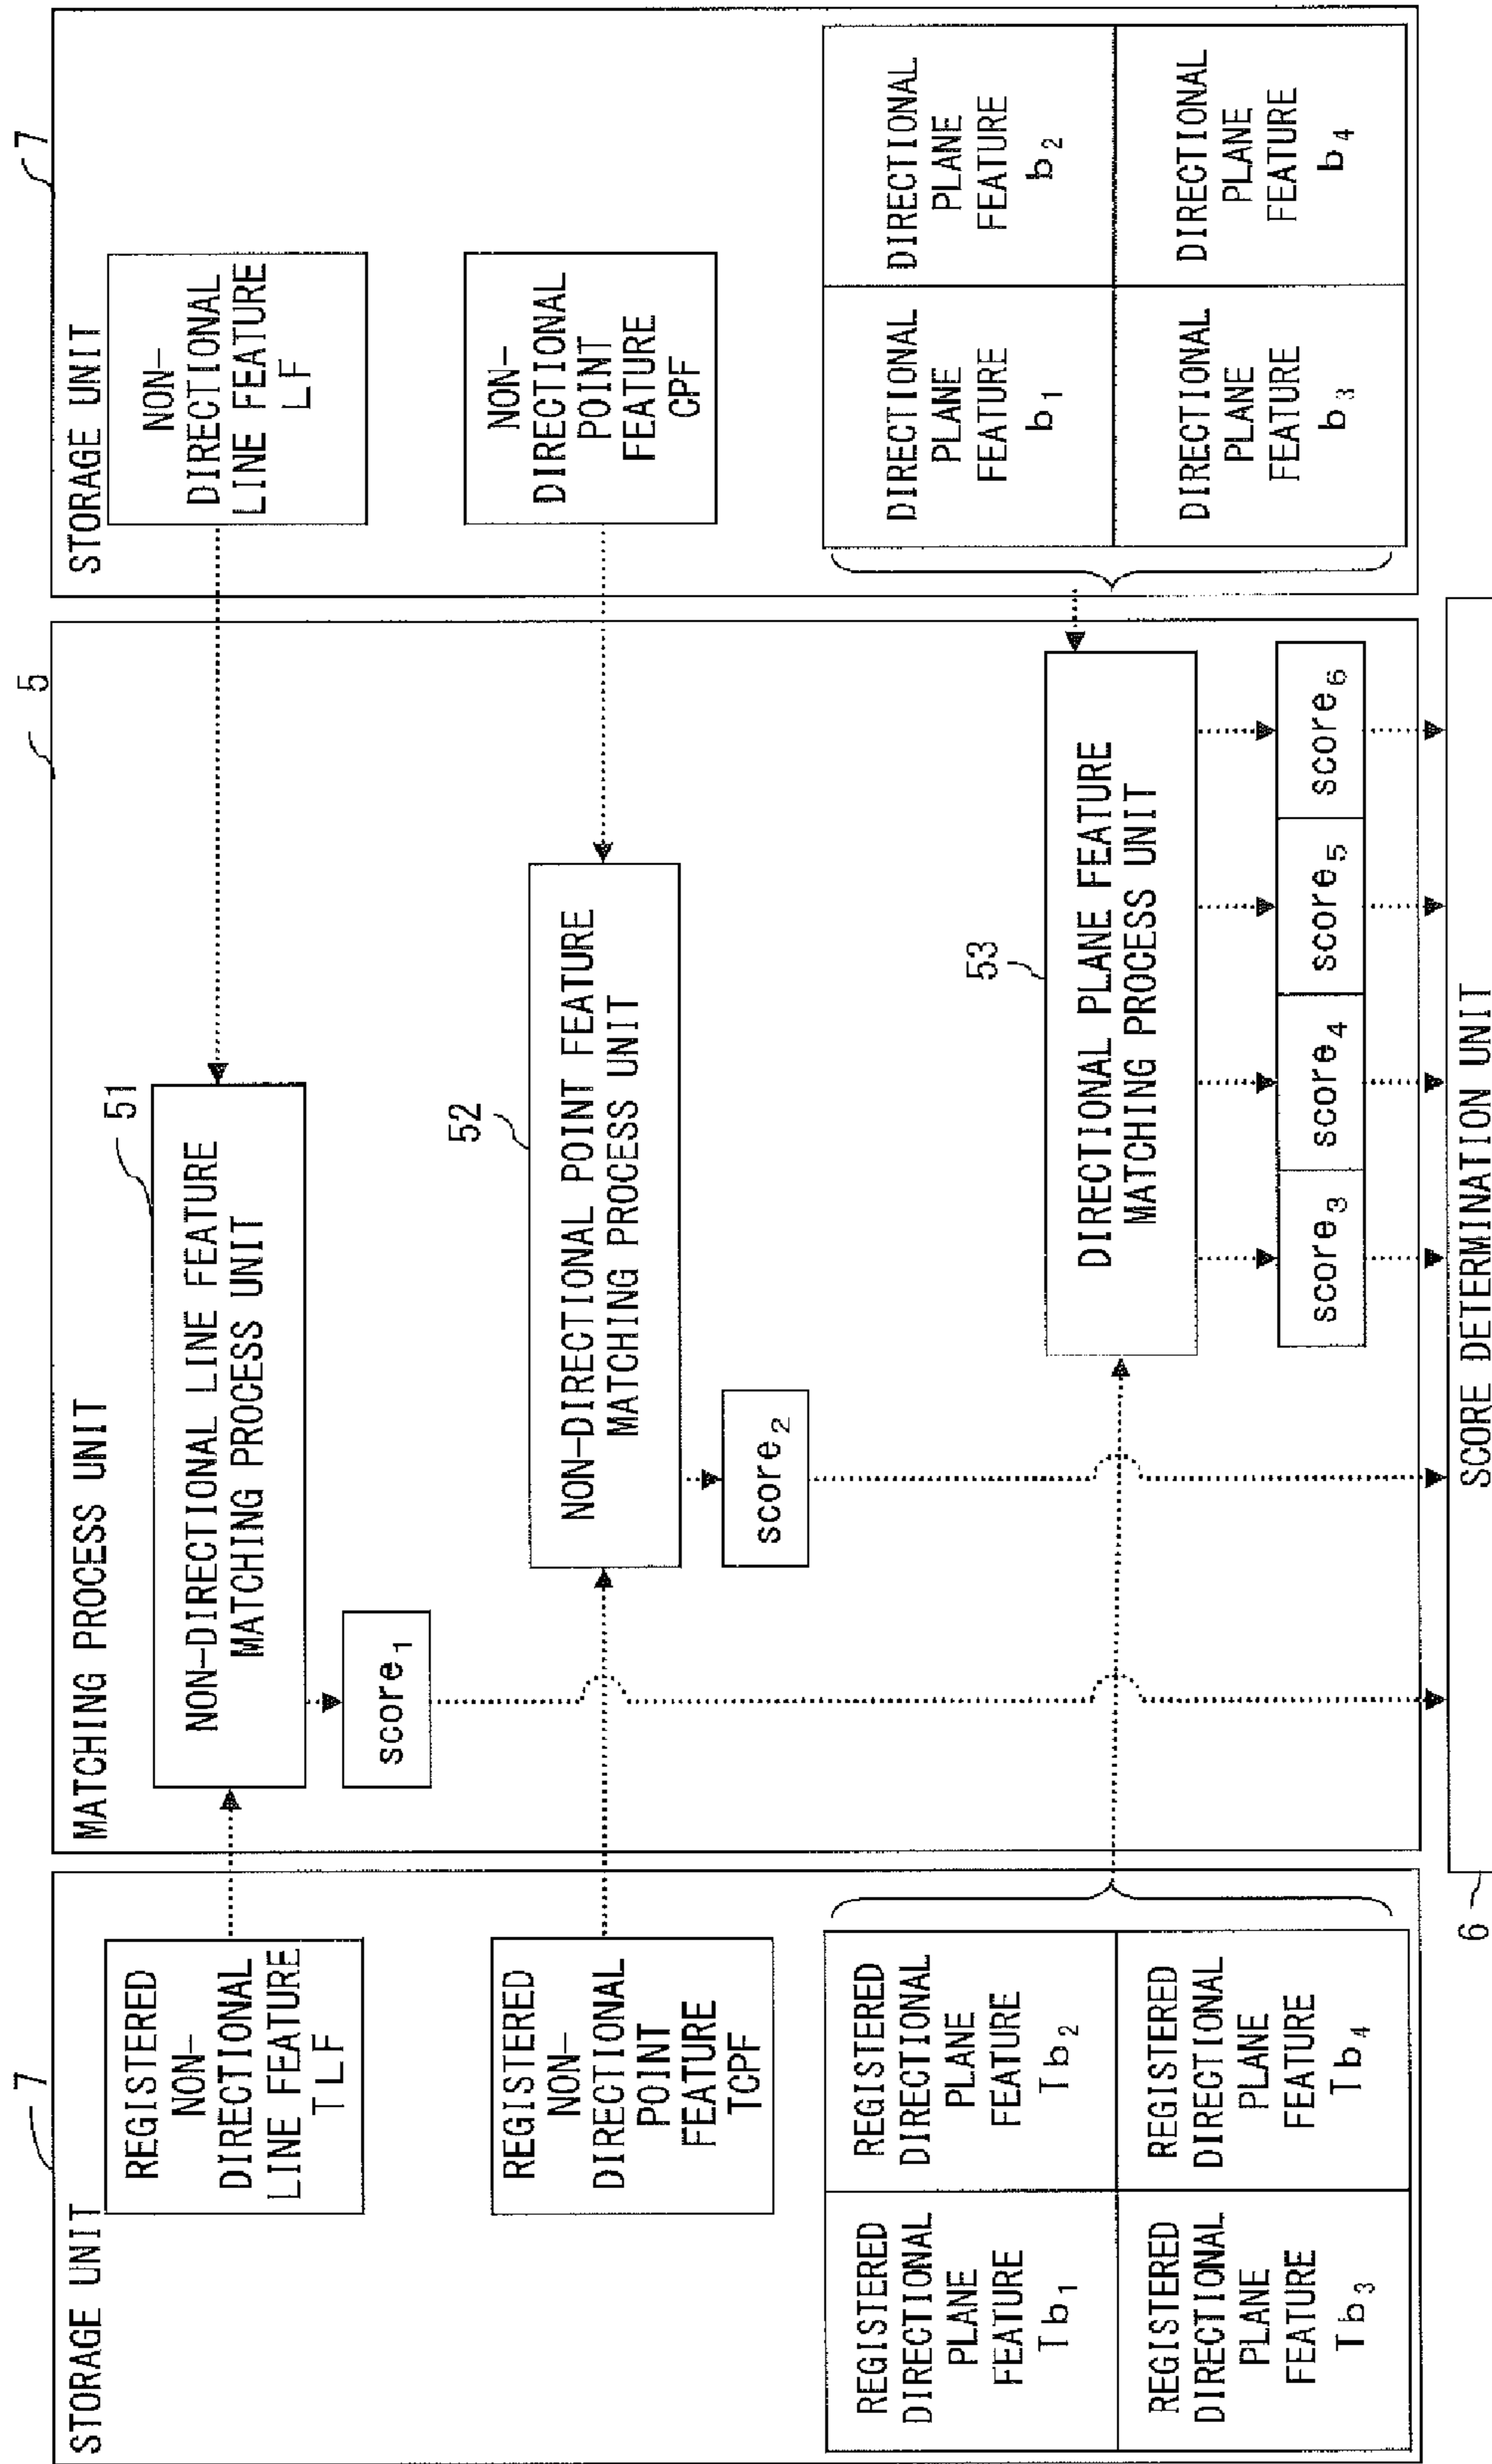 7
STORAGE UNIT
REGISTERED
NON-
DIRECTIONAL
LINE FEATURE
TLF
REGISTERED
NON-
DIRECTIONAL
POINT
FEATURE
TCPF
REGISTERED
DIRECTIONAL
PLANE
FEATURE
Tb₁
REGISTERED
DIRECTIONAL
PLANE
FEATURE
Tb₂
REGISTERED
DIRECTIONAL
PLANE
FEATURE
Tb₃
REGISTERED
DIRECTIONAL
PLANE
FEATURE
Tb₄
5
MATCHING PROCESS UNIT
51
NON-DIRECTIONAL LINE FEATURE
MATCHING PROCESS UNIT
score₁
52
NON-DIRECTIONAL POINT FEATURE
MATCHING PROCESS UNIT
score₂
53
DIRECTIONAL PLANE FEATURE
MATCHING PROCESS UNIT
score₃
score₄
score₅
score₆
7
STORAGE UNIT
NON-
DIRECTIONAL
LINE FEATURE
LF
NON-
DIRECTIONAL
POINT
FEATURE
CPF
DIRECTIONAL
PLANE
FEATURE
b₁
DIRECTIONAL
PLANE
FEATURE
b₂
DIRECTIONAL
PLANE
FEATURE
b₃
DIRECTIONAL
PLANE
FEATURE
b₄
6
SCORE DETERMINATION UNIT